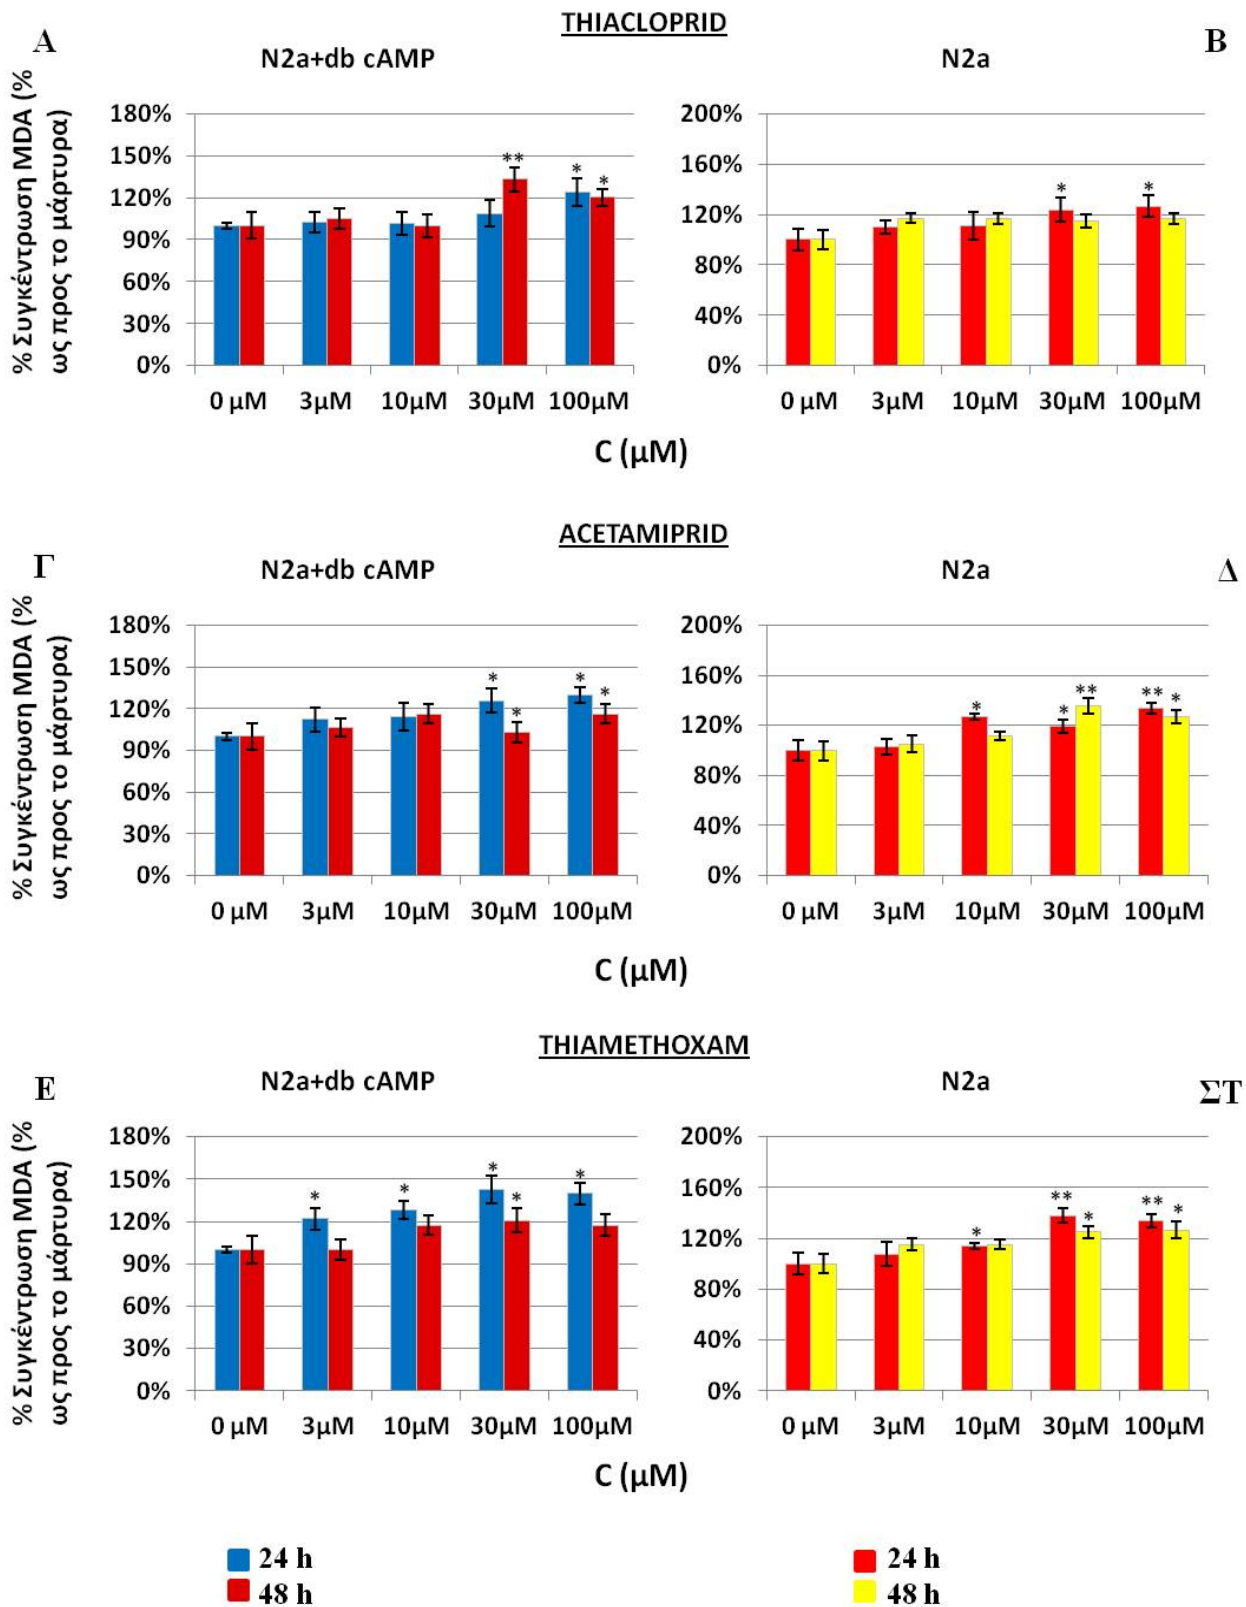 THIACLOPRID
A
B
N2a+db cAMP
N2a
% Συγκέντρωση MDA (%
ως προς το μάρτυρα)
180%
150%
120%
90%
60%
30%
0%
**
*
*
0 μM 3μM 10μM 30μM 100μM
200%
160%
120%
80%
40%
0%
*
*
0 μM 3μM 10μM 30μM 100μM
C (μM)
ACETAMIPRID
Γ
Δ
N2a+db cAMP
N2a
% Συγκέντρωση MDA (%
ως προς το μάρτυρα)
180%
150%
120%
90%
60%
30%
0%
*
*
*
*
0 μM 3μM 10μM 30μM 100μM
200%
160%
120%
80%
40%
0%
*
*
**
**
*
0 μM 3μM 10μM 30μM 100μM
C (μM)
THIAMETHOXAM
E
ΣΤ
N2a+db cAMP
N2a
% Συγκέντρωση MDA (%
ως προς το μάρτυρα)
180%
150%
120%
90%
60%
30%
0%
*
*
*
*
*
0 μM 3μM 10μM 30μM 100μM
200%
160%
120%
80%
40%
0%
*
**
*
**
*
0 μM 3μM 10μM 30μM 100μM
C (μM)
24 h
48 h
24 h
48 h